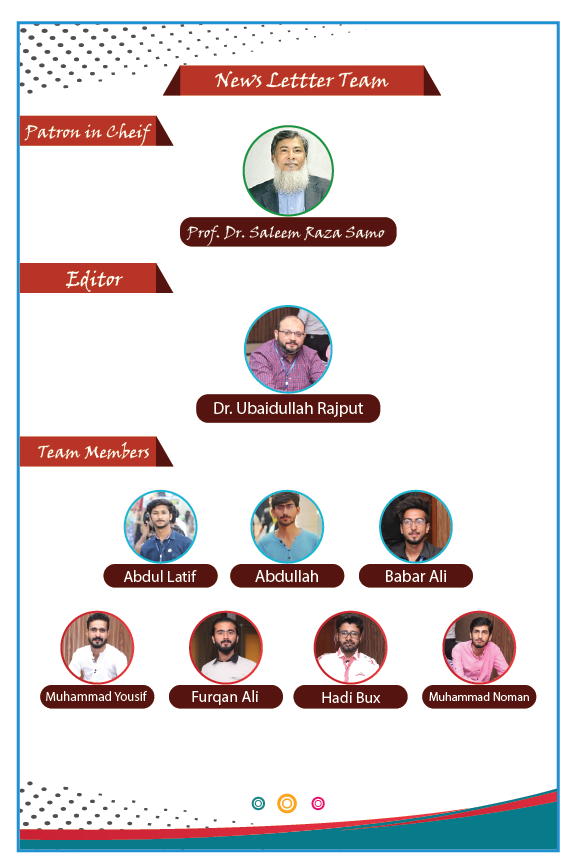 News Lettter Team
Patron in Cheif
Prof. Dr. Saleem Raza Samo
Editor
Dr. Ubaidullah Rajput
Team Members
Abdul Latif
Abdullah
Babar Ali
Muhammad Yousif
Furqan Ali
Hadi Bux
Muhammad Noman